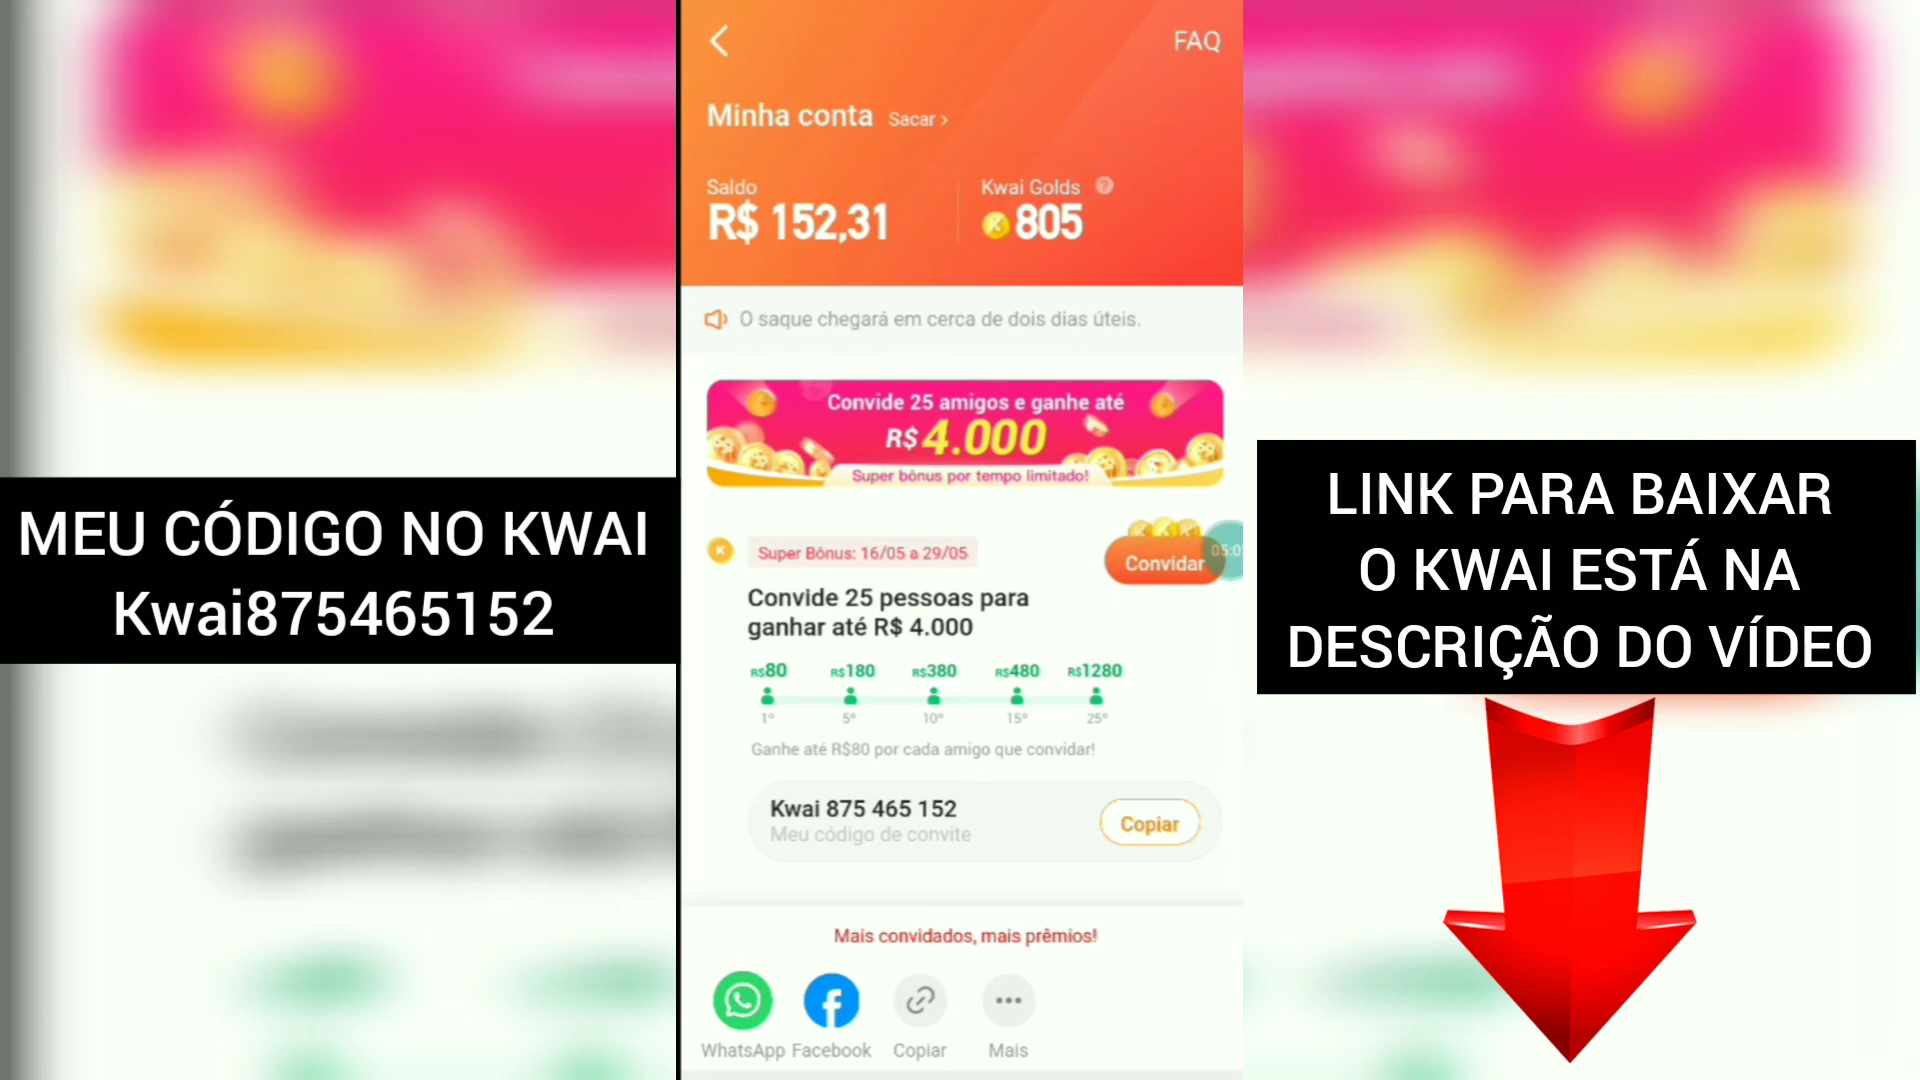 MEU CÓDIGO NO KWAI
Kwai875465152
FAQ
Minha conta Sacar ›
Saldo
R$ 152,31
Kwai Golds ?
805
O saque chegará em cerca de dois dias úteis.
Convide 25 amigos e ganhe até
R$ 4.000
Super bônus por tempo limitado!
Super Bônus: 16/05 a 29/05
Convidar
Convide 25 pessoas para
ganhar até R$ 4.000
R$80 R$180 R$380 R$480 R$1280
1º 5º 10º 15º 25º
Ganhe até R$80 por cada amigo que convidar!
Kwai 875 465 152
Meu código de convite
Copiar
Mais convidados, mais prêmios!
WhatsApp Facebook Copiar Mais
LINK PARA BAIXAR
O KWAI ESTÁ NA
DESCRIÇÃO DO VÍDEO